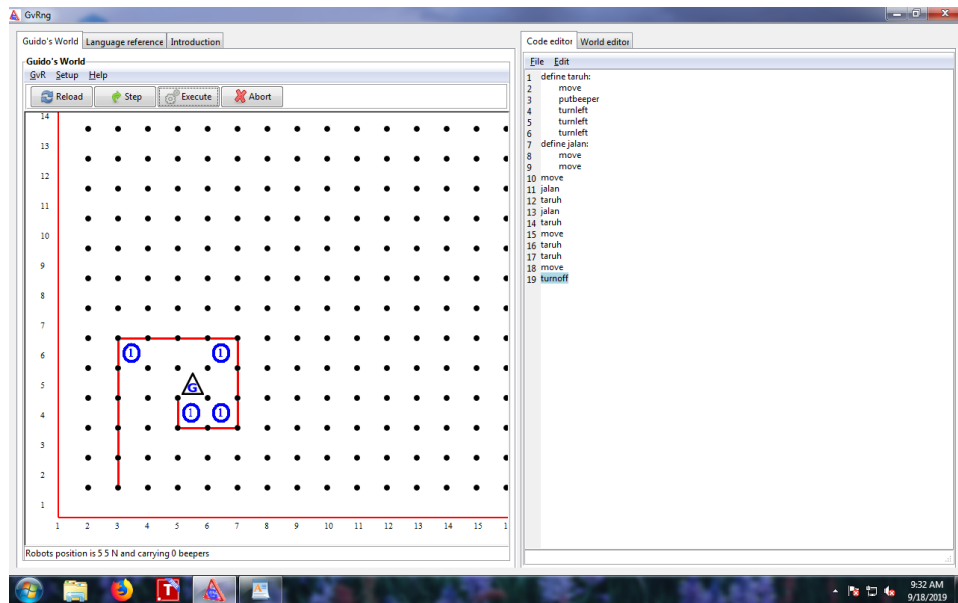 GvRng
Guido's World Language reference Introduction
Guido's World
GvR Setup Help
Reload Step Execute Abort
14
13
12
11
10
9
8
7
6
5
4
3
2
1
1 1
G
1 1
1 2 3 4 5 6 7 8 9 10 11 12 13 14 15 1
Robots position is 5 5 N and carrying 0 beepers
Code editor World editor
File Edit
1 define taruh:
2 move
3 putbeeper
4 turnleft
5 turnleft
6 turnleft
7 define jalan:
8 move
9 move
10 move
11 jalan
12 taruh
13 jalan
14 taruh
15 move
16 taruh
17 taruh
18 move
19 turnoff
T
9:32 AM
9/18/2019